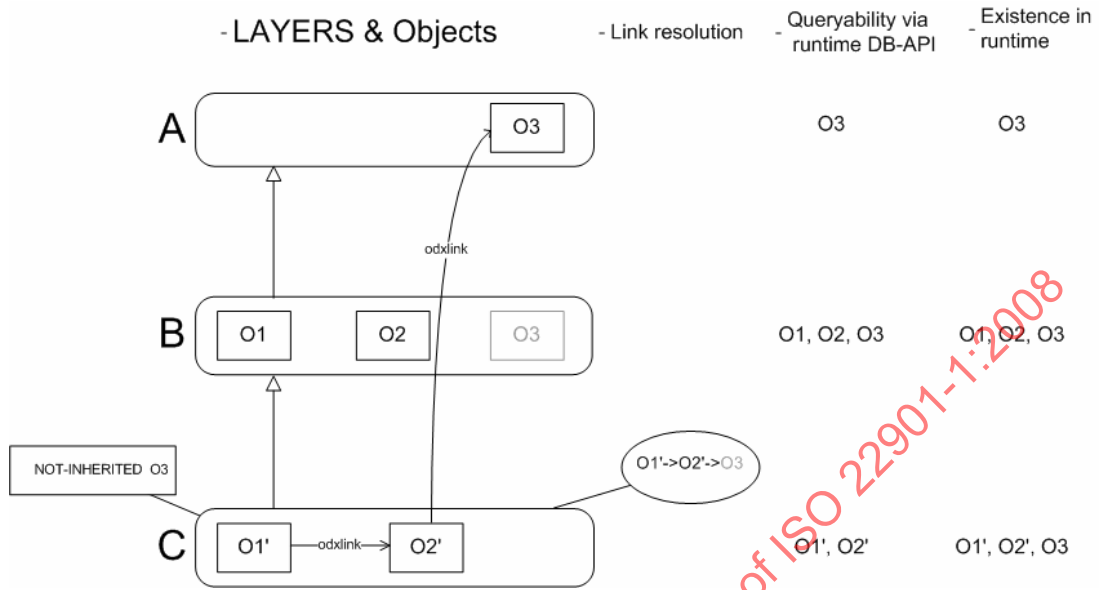 - LAYERS & Objects
- Link resolution
- Queryability via
runtime DB-API
- Existence in
runtime
A
O3
O3
O3
odxlink
B
O1
O2
O3
O1, O2, O3
O1, O2, O3
NOT-INHERITED O3
O1'->O2'->O3
C
O1'
odxlink
O2'
O1', O2'
O1', O2', O3
of ISO 22901-1:2008